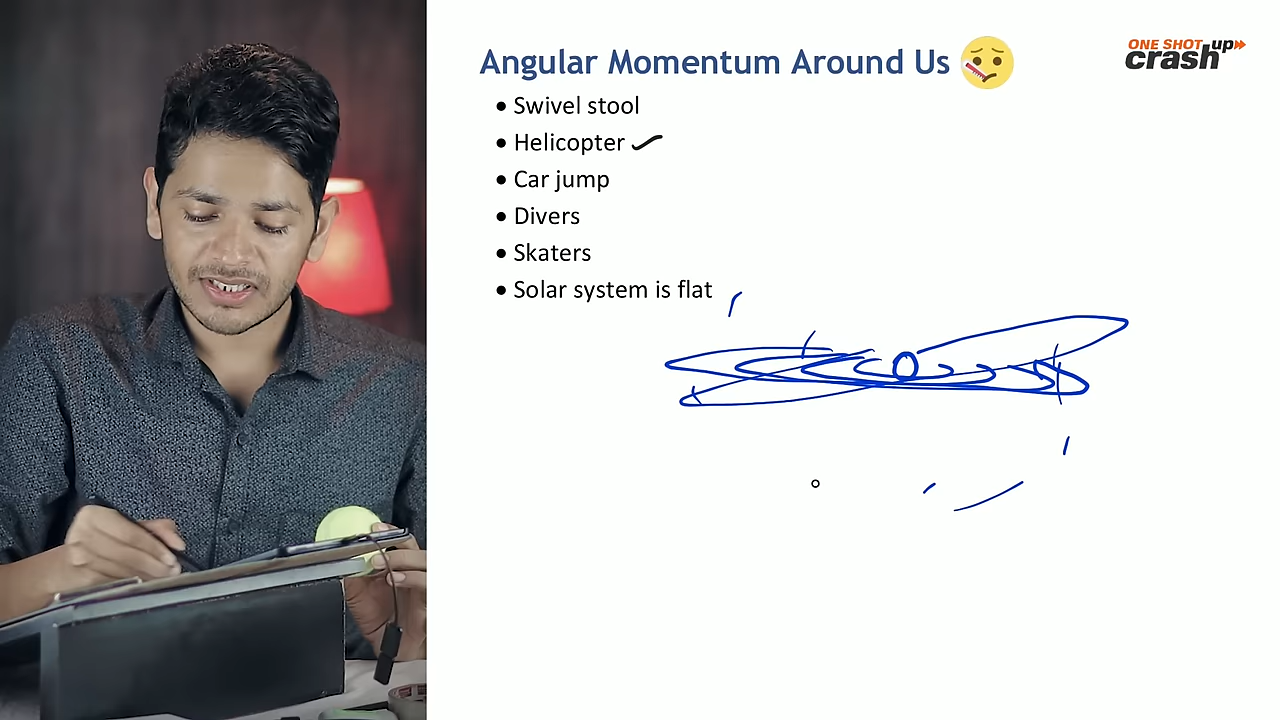 Angular Momentum Around Us
ONE SHOT
crash up
• Swivel stool
• Helicopter
• Car jump
• Divers
• Skaters
• Solar system is flat